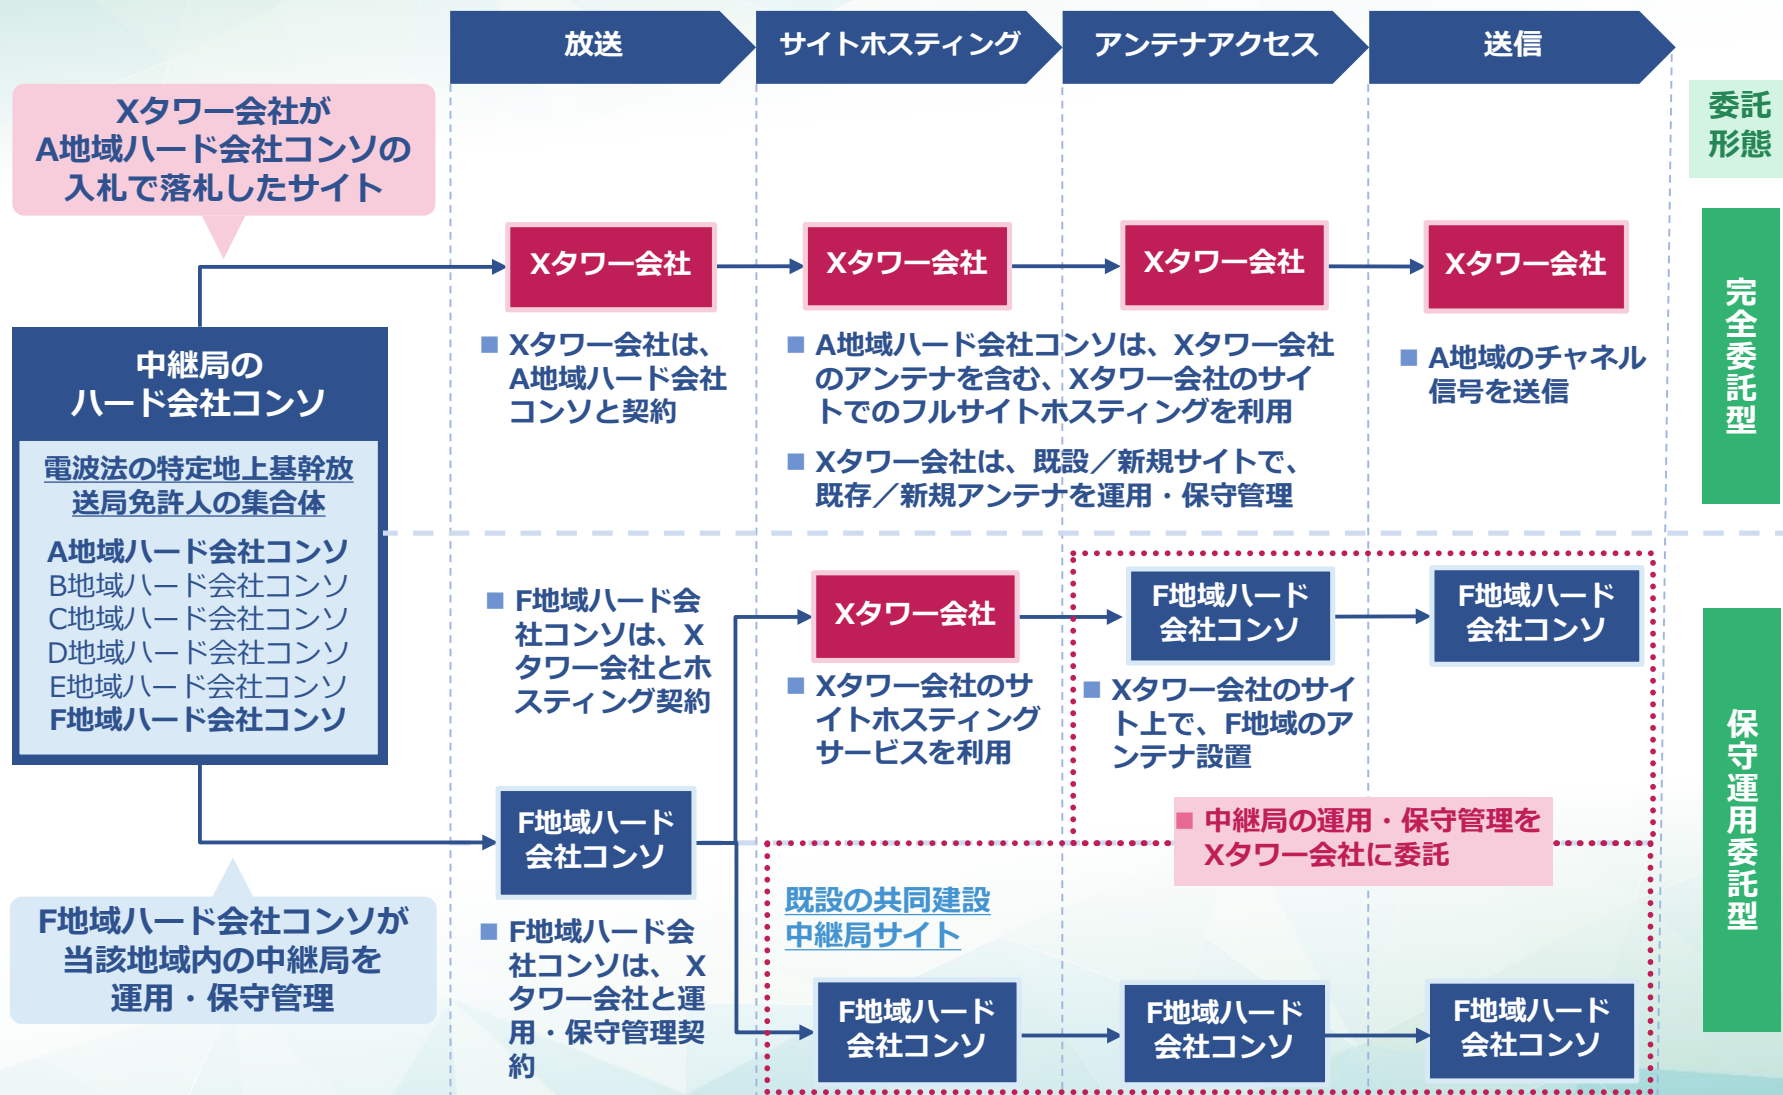 放送
サイトホスティング
アンテナアクセス
送信
委託
形態
Xタワー会社が
A地域ハード会社コンソの
入札で落札したサイト
Xタワー会社
Xタワー会社
Xタワー会社
Xタワー会社
完全委託型
■ Xタワー会社は、
A地域ハード会社
コンソと契約
■ A地域ハード会社コンソは、Xタワー会社
のアンテナを含む、Xタワー会社のサイ
トでのフルサイトホスティングを利用
■ Xタワー会社は、既設／新規サイトで、
既存／新規アンテナを運用・保守管理
■ A地域のチャネル
信号を送信
中継局の
ハード会社コンソ
電波法の特定地上基幹放
送局免許人の集合体
A地域ハード会社コンソ
B地域ハード会社コンソ
C地域ハード会社コンソ
D地域ハード会社コンソ
E地域ハード会社コンソ
F地域ハード会社コンソ
■ F地域ハード会
社コンソは、X
タワー会社とホ
スティング契約
Xタワー会社
F地域ハード
会社コンソ
F地域ハード
会社コンソ
■ Xタワー会社のサ
イトホスティング
サービスを利用
■ Xタワー会社のサイ
ト上で、F地域のア
ンテナ設置
保守運用委託型
F地域ハード
会社コンソ
■ 中継局の運用・保守管理を
Xタワー会社に委託
F地域ハード会社コンソが
当該地域内の中継局を
運用・保守管理
■ F地域ハード会
社コンソは、 X
タワー会社と運
用・保守管理契
約
既設の共同建設
中継局サイト
F地域ハード
会社コンソ
F地域ハード
会社コンソ
F地域ハード
会社コンソ